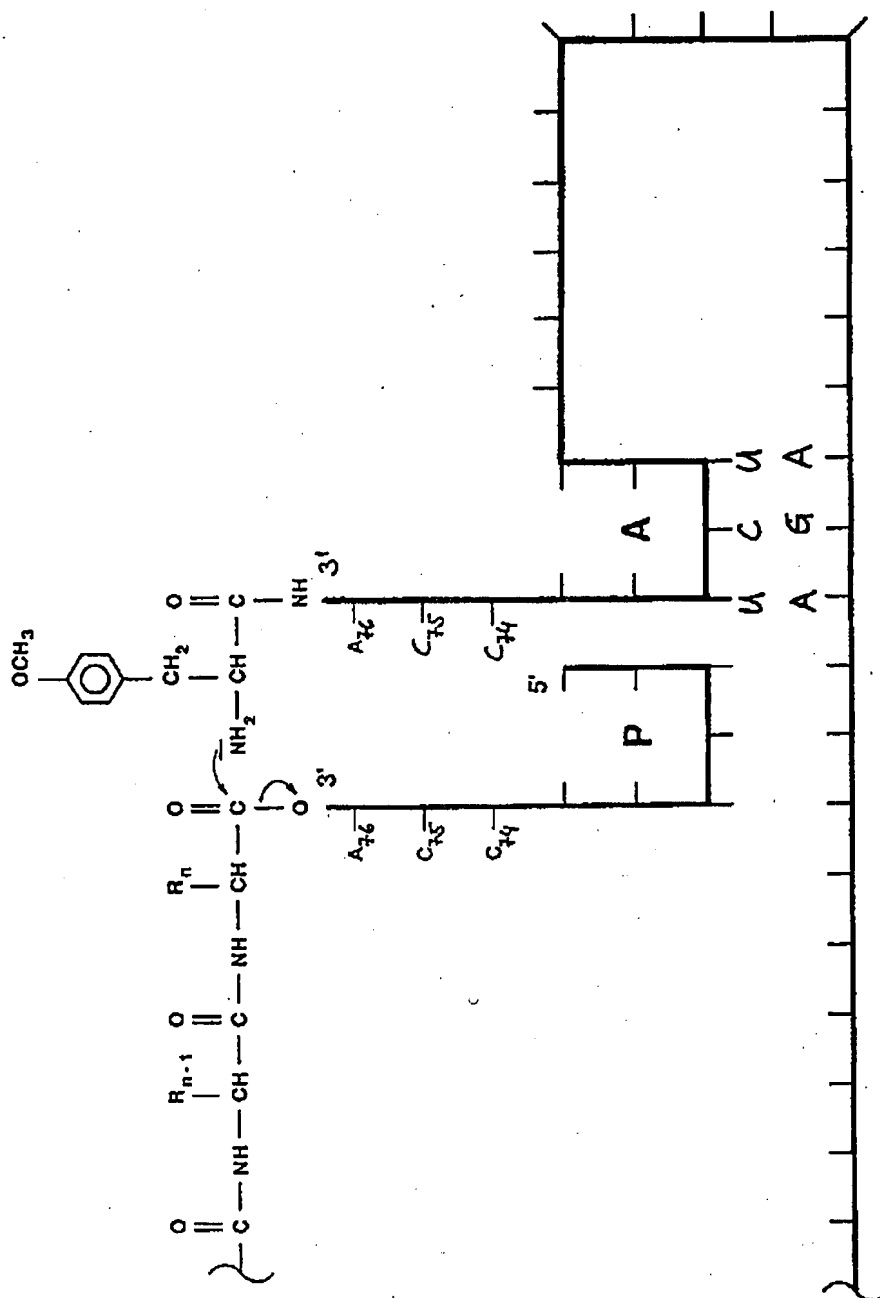 OCH3
O Rn-1 O Rn O CH2 O
C NH CH C NH CH C NH2 CH C
O NH
3' 3'
A76 A76
C75 C75
C74 C74
5'
P A
U C U
A G A